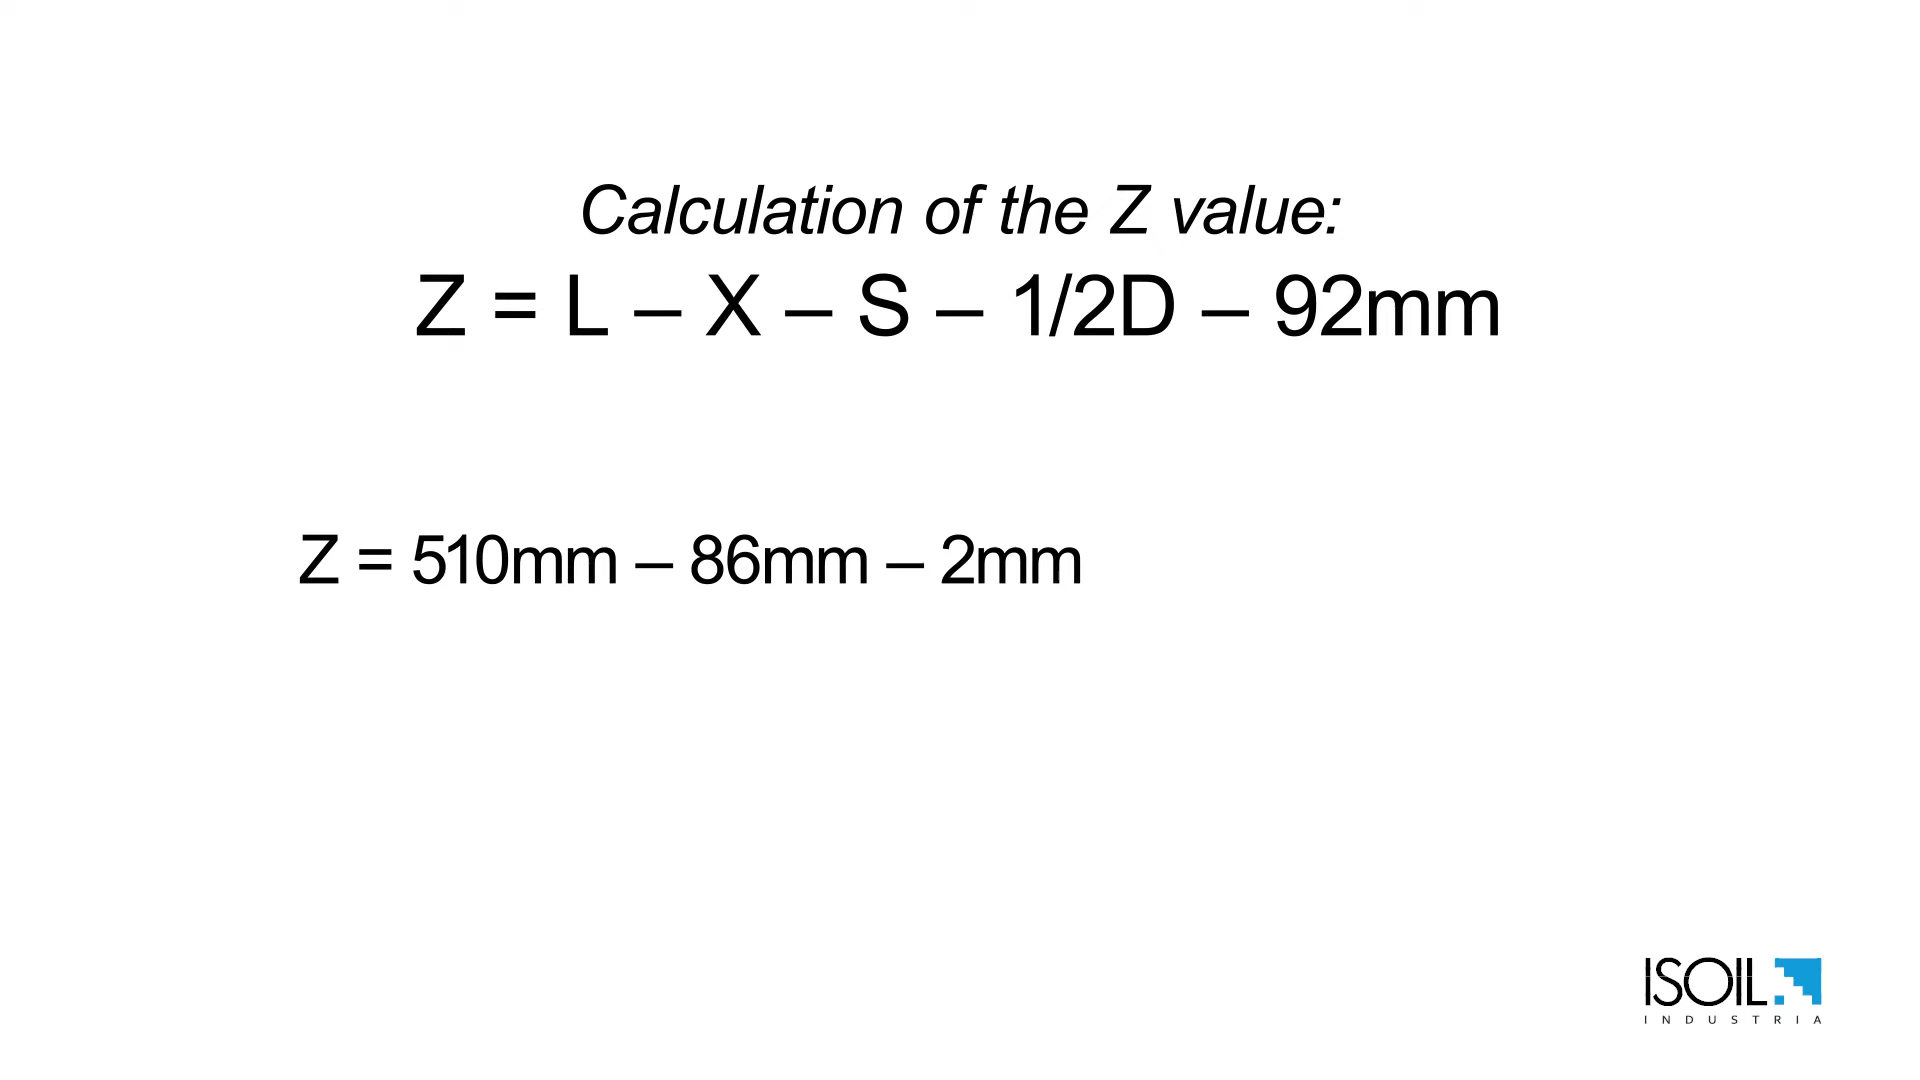 Calculation of the Z value:
Z = L – X – S – 1/2D – 92mm
Z = 510mm – 86mm – 2mm
ISOIL
INDUSTRIA